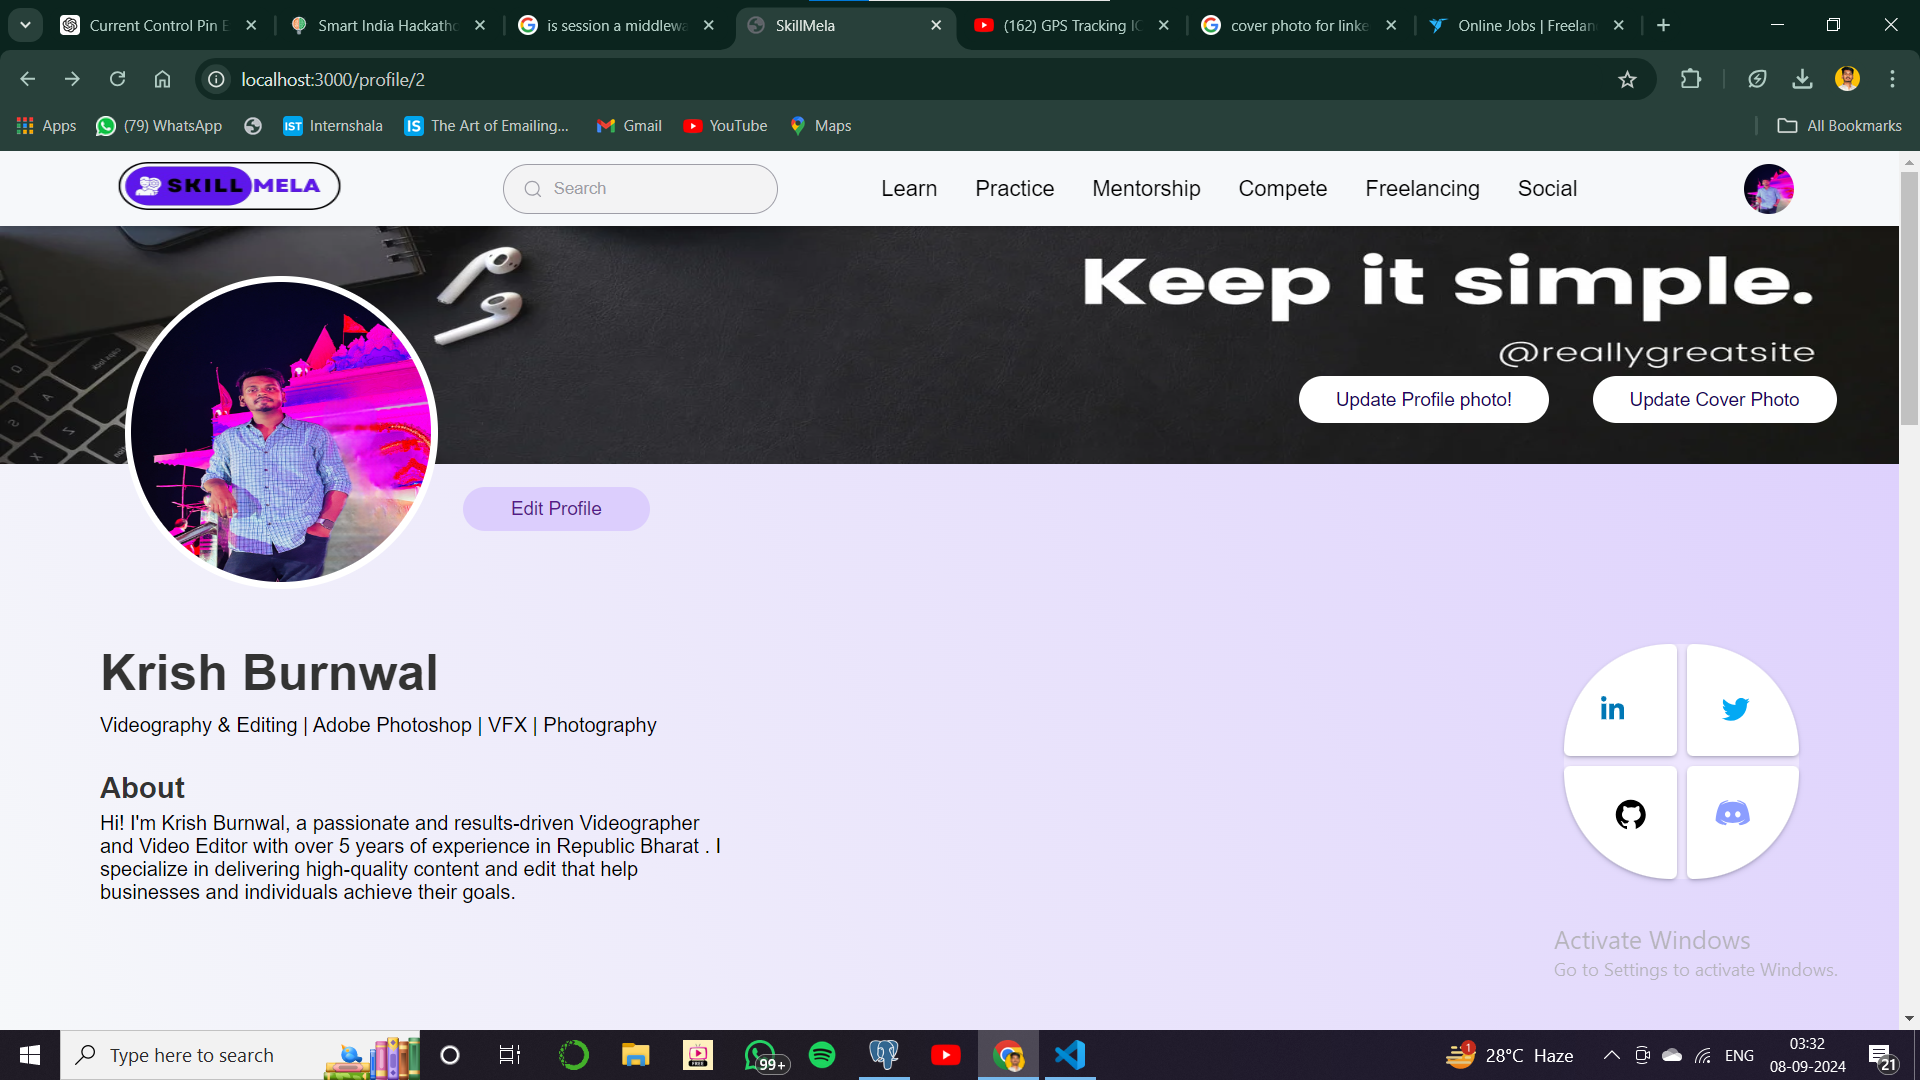 Current Control Pin E
Smart India Hackatho
is session a middlewa
SkillMela
(162) GPS Tracking IC
cover photo for linke
Online Jobs | Freelan
localhost:3000/profile/2
Apps
(79) WhatsApp
IST Internshala
IS The Art of Emailing...
Gmail
YouTube
Maps
All Bookmarks
SKILLMELA
Search
Learn
Practice
Mentorship
Compete
Freelancing
Social
Keep it simple.
@reallygreatsite
Update Profile photo!
Update Cover Photo
Edit Profile
Krish Burnwal
Videography & Editing | Adobe Photoshop | VFX | Photography
About
Hi! I'm Krish Burnwal, a passionate and results-driven Videographer
and Video Editor with over 5 years of experience in Republic Bharat . I
specialize in delivering high-quality content and edit that help
businesses and individuals achieve their goals.
in
Activate Windows
Go to Settings to activate Windows.
Type here to search
FREE
99+
1
28°C Haze
ENG
03:32
08-09-2024
21